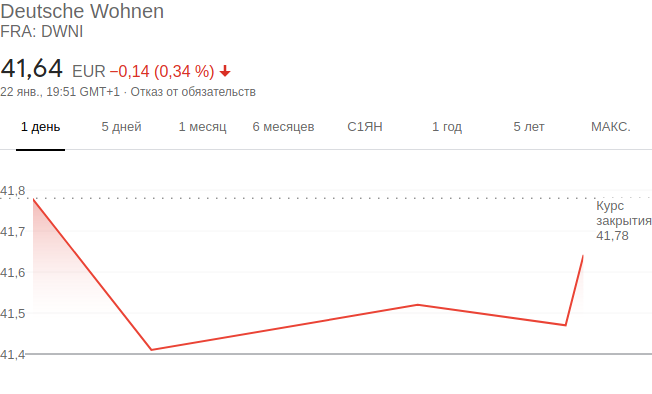 Deutsche Wohnen
FRA: DWNI
41,64 EUR −0,14 (0,34 %)
22 янв., 19:51 GMT+1 · Отказ от обязательств
1 день 5 дней 1 месяц 6 месяцев С1ЯН 1 год 5 лет МАКС.
41,8
Курс
закрытия
41,78
41,7
41,6
41,5
41,4